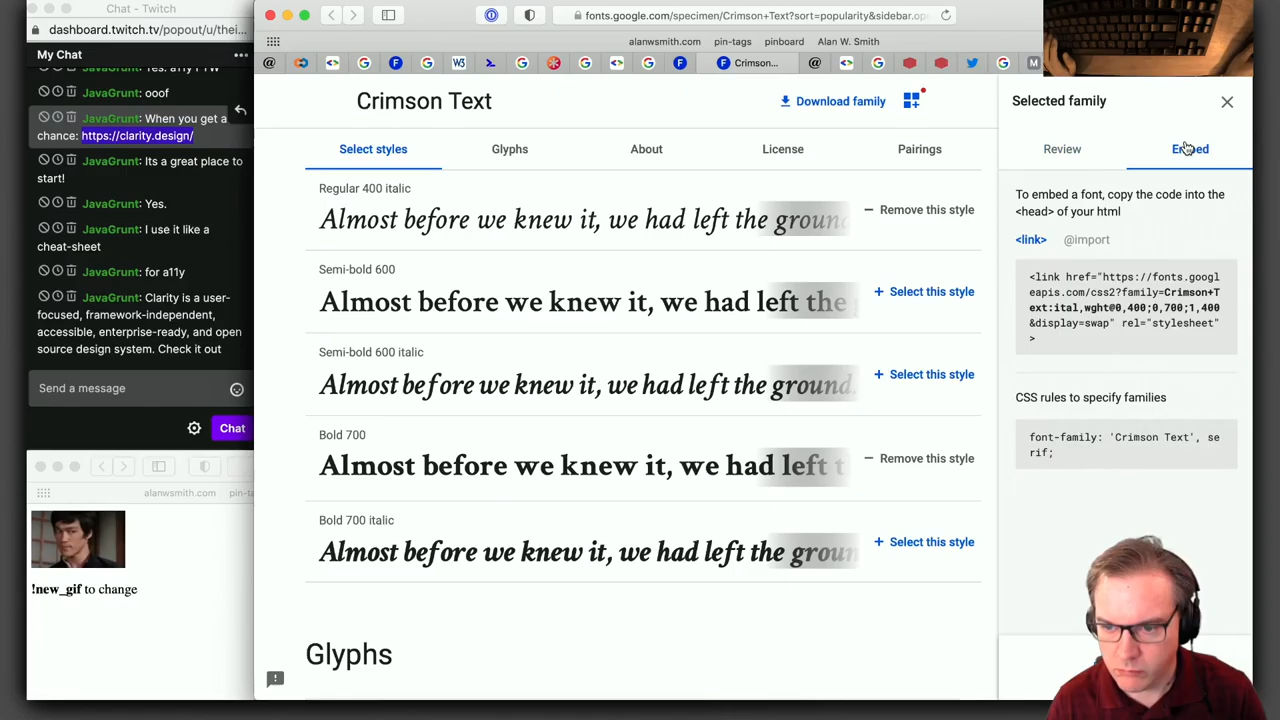 Chat - Twitch
dashboard.twitch.tv/popout/u/thei
My Chat
JavaGrunt: Yes. a11y FTW
JavaGrunt: ooof
JavaGrunt: When you get a
chance: https://clarity.design/
JavaGrunt: Its a great place to
start!
JavaGrunt: Yes.
JavaGrunt: I use it like a
cheat-sheet
JavaGrunt: for a11y
JavaGrunt: Clarity is a user-
focused, framework-independent,
accessible, enterprise-ready, and open
source design system. Check it out
Send a message
Chat
alanwsmith.com pin-ta
!new_gif to change
fonts.google.com/specimen/Crimson+Text?sort=popularity&sidebar.op
alanwsmith.com pin-tags pinboard Alan W. Smith
Crimson...
Crimson Text
Download family
Select styles Glyphs About License Pairings
Regular 400 italic
Almost before we knew it, we had left the ground
Remove this style
Semi-bold 600
Almost before we knew it, we had left the
Select this style
Semi-bold 600 italic
Almost before we knew it, we had left the ground.
Select this style
Bold 700
Almost before we knew it, we had left t
Remove this style
Bold 700 italic
Almost before we knew it, we had left the groun
Select this style
Glyphs
Selected family
Review Embed
To embed a font, copy the code into the
<head> of your html
<link> @import
<link href="https://fonts.googl
eapis.com/css2?family=Crimson+T
ext:ital,wght@0,400;0,700;1,400
&display=swap" rel="stylesheet"
>
CSS rules to specify families
font-family: 'Crimson Text', se
rif;